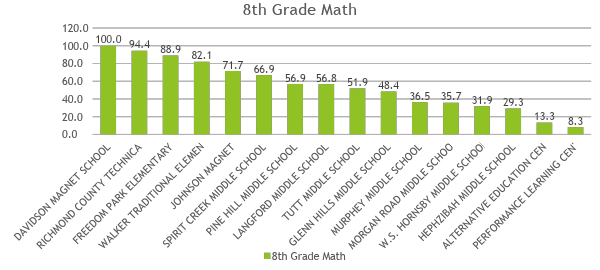 8th Grade Math
120.0
100.0
80.0
60.0
40.0
20.0
0.0
100.0
94.4
88.9
82.1
71.7
66.9
56.9
56.8
51.9
48.4
36.5
35.7
31.9
29.3
13.3
8.3
DAVIDSON MAGNET SCHOOL
RICHMOND COUNTY TECHNICA
FREEDOM PARK ELEMENTARY
WALKER TRADITIONAL ELEMEN
JOHNSON MAGNET
SPIRIT CREEK MIDDLE SCHOOL
PINE HILL MIDDLE SCHOOL
LANGFORD MIDDLE SCHOOL
TUTT MIDDLE SCHOOL
GLENN HILLS MIDDLE SCHOOL
MURPHEY MIDDLE SCHOOL
MORGAN ROAD MIDDLE SCHOO
W.S. HORNSBY MIDDLE SCHOO
HEPHZIBAH MIDDLE SCHOOL
ALTERNATIVE EDUCATION CEN
PERFORMANCE LEARNING CEN
8th Grade Math